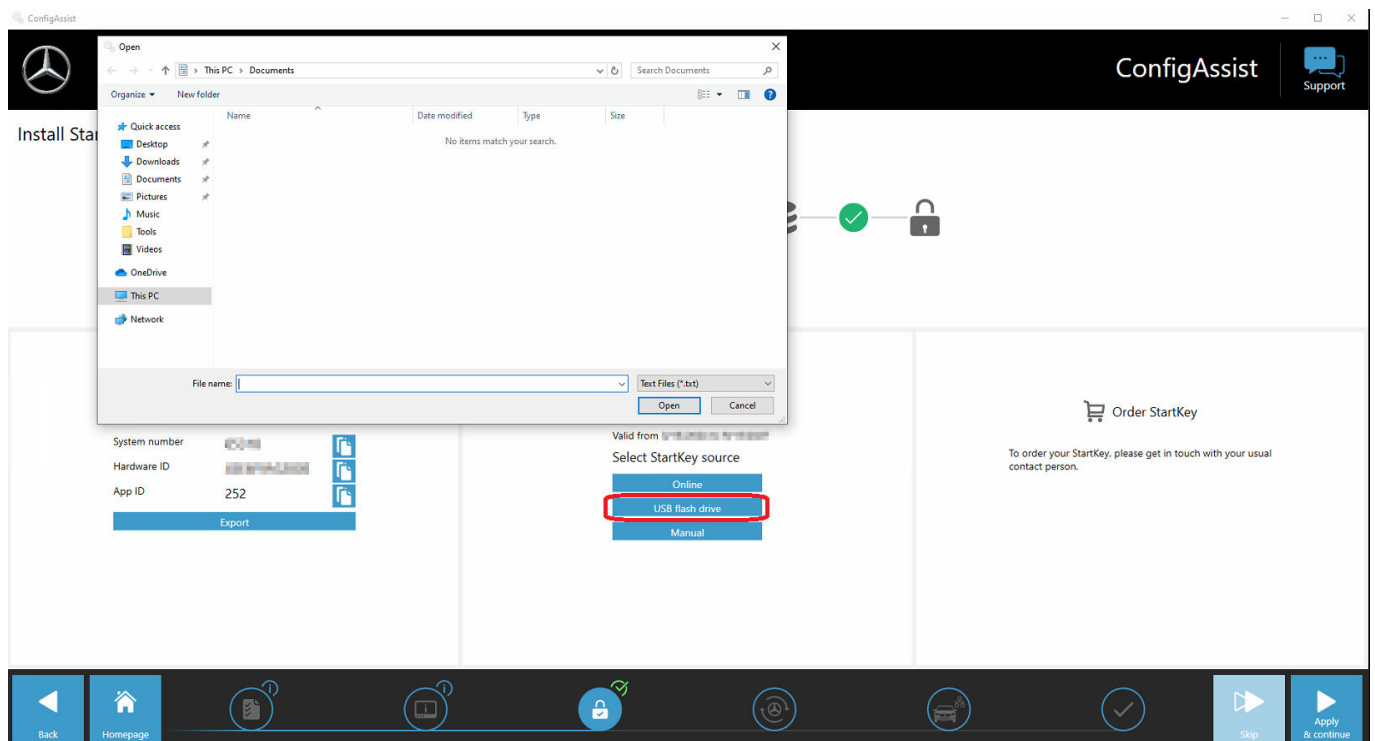 ConfigAssist
Open
This PC > Documents
Search Documents
Organize
New folder
ConfigAssist
Support
Install Star
Name
Date modified
Type
Size
No items match your search.
Quick access
Desktop
Downloads
Documents
Pictures
Music
Tools
Videos
OneDrive
This PC
Network
File name:
Text Files (*.txt)
Open
Cancel
System number
Hardware ID
App ID
252
Export
Valid from
Select StartKey source
Online
USB flash drive
Manual
Order StartKey
To order your StartKey, please get in touch with your usual
contact person.
Back
Homepage
Skip
Apply
& continue